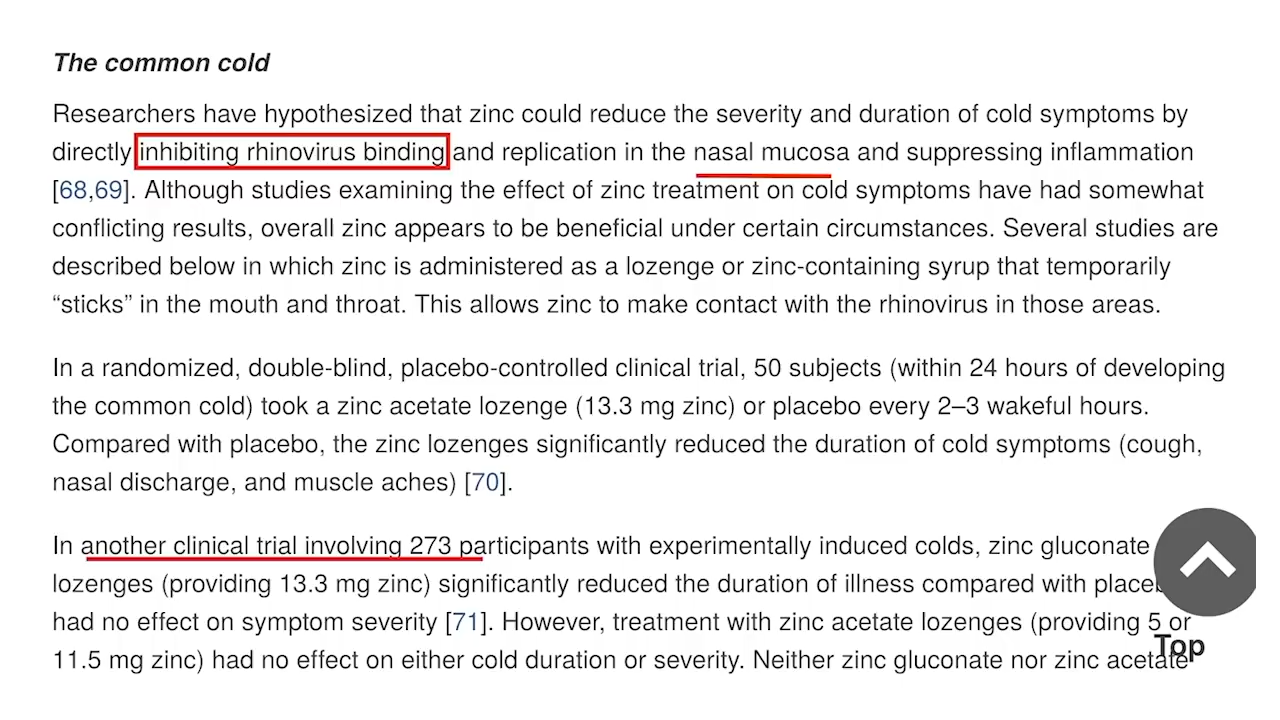 The common cold
Researchers have hypothesized that zinc could reduce the severity and duration of cold symptoms by
directly inhibiting rhinovirus binding and replication in the nasal mucosa and suppressing inflammation
[68,69]. Although studies examining the effect of zinc treatment on cold symptoms have had somewhat
conflicting results, overall zinc appears to be beneficial under certain circumstances. Several studies are
described below in which zinc is administered as a lozenge or zinc-containing syrup that temporarily
“sticks” in the mouth and throat. This allows zinc to make contact with the rhinovirus in those areas.
In a randomized, double-blind, placebo-controlled clinical trial, 50 subjects (within 24 hours of developing
the common cold) took a zinc acetate lozenge (13.3 mg zinc) or placebo every 2–3 wakeful hours.
Compared with placebo, the zinc lozenges significantly reduced the duration of cold symptoms (cough,
nasal discharge, and muscle aches) [70].
In another clinical trial involving 273 participants with experimentally induced colds, zinc gluconate
lozenges (providing 13.3 mg zinc) significantly reduced the duration of illness compared with
had no effect on symptom severity [71]. However, treatment with zinc acetate lozenges (providing 5 or
11.5 mg zinc) had no effect on either cold duration or severity. Neither zinc gluconate nor zinc acetate
Top